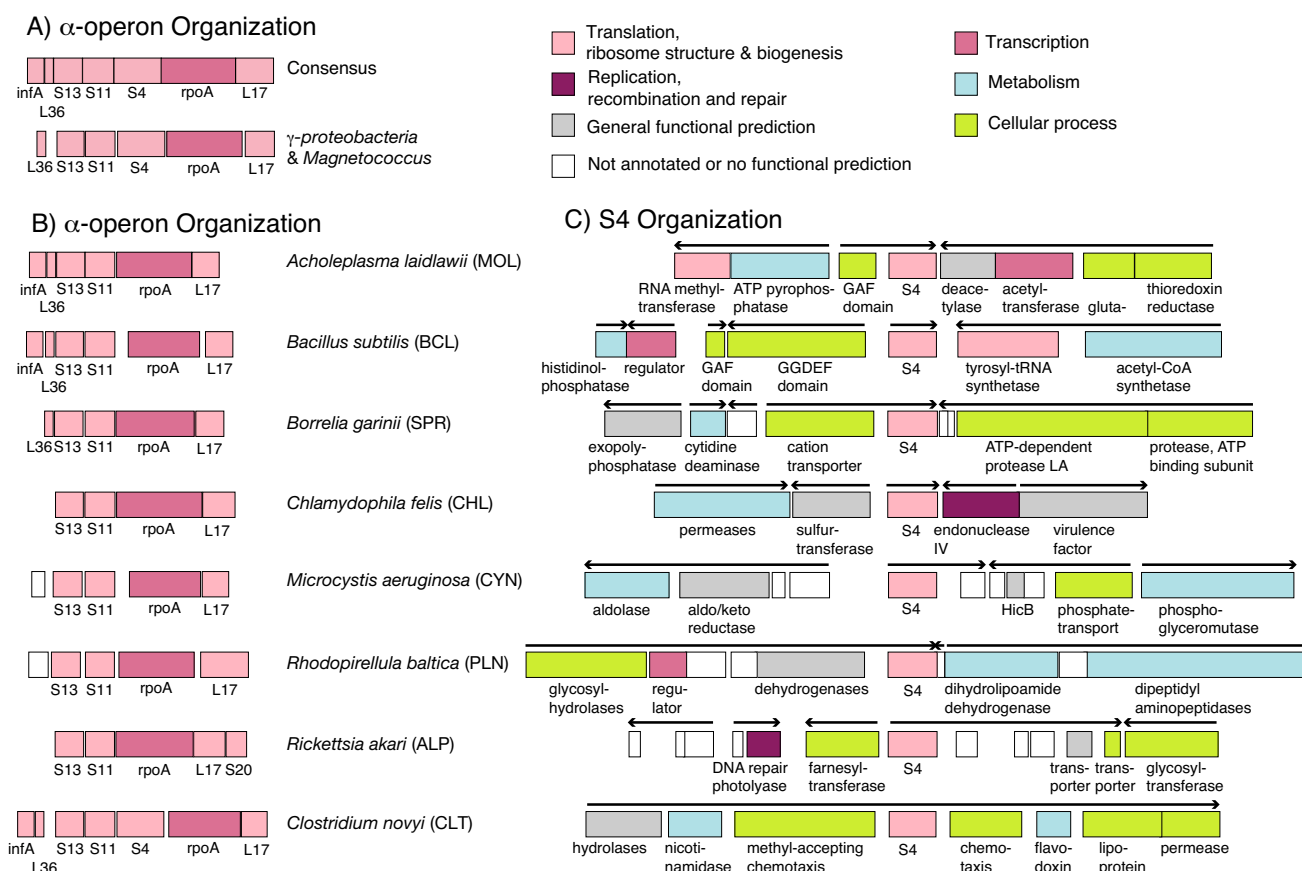 A) α-operon Organization
Consensus
infA S13 S11 S4 rpoA L17
L36
γ-proteobacteria
& Magnetococcus
L36 S13 S11 S4 rpoA L17
Translation,
ribosome structure & biogenesis
Replication,
recombination and repair
General functional prediction
Not annotated or no functional prediction
Transcription
Metabolism
Cellular process
B) α-operon Organization
C) S4 Organization
Acholeplasma laidlawii (MOL)
infA S13 S11 rpoA L17
L36
RNA methyl- ATP pyrophos- GAF S4 deace- acetyl- gluta- thioredoxin
transferase phatase domain tylase transferase reductase
Bacillus subtilis (BCL)
infA S13 S11 rpoA L17
L36
histidinol- regulator GAF GGDEF S4 tyrosyl-tRNA acetyl-CoA
phosphatase domain domain synthetase synthetase
Borrelia garinii (SPR)
L36 S13 S11 rpoA L17
exopoly- cytidine cation S4 ATP-dependent protease, ATP
phosphatase deaminase transporter protease LA binding subunit
Chlamydophila felis (CHL)
S13 S11 rpoA L17
permeases sulfur- S4 endonuclease virulence
transferase IV factor
Microcystis aeruginosa (CYN)
S13 S11 rpoA L17
aldolase aldo/keto S4 HicB phosphate- phospho-
reductase transport glyceromutase
Rhodopirellula baltica (PLN)
S13 S11 rpoA L17
glycosyl- regu- dehydrogenases S4 dihydrolipoamide dipeptidyl
hydrolases lator dehydrogenase aminopeptidases
Rickettsia akari (ALP)
S13 S11 rpoA L17 S20
DNA repair farnesyl- S4 trans- trans- glycosyl-
photolyase transferase porter porter transferase
Clostridium novyi (CLT)
infA S13 S11 S4 rpoA L17
L36
hydrolases nicoti- methyl-accepting S4 chemo- flavo- lipo- permease
namidase chemotaxis taxis doxin protein